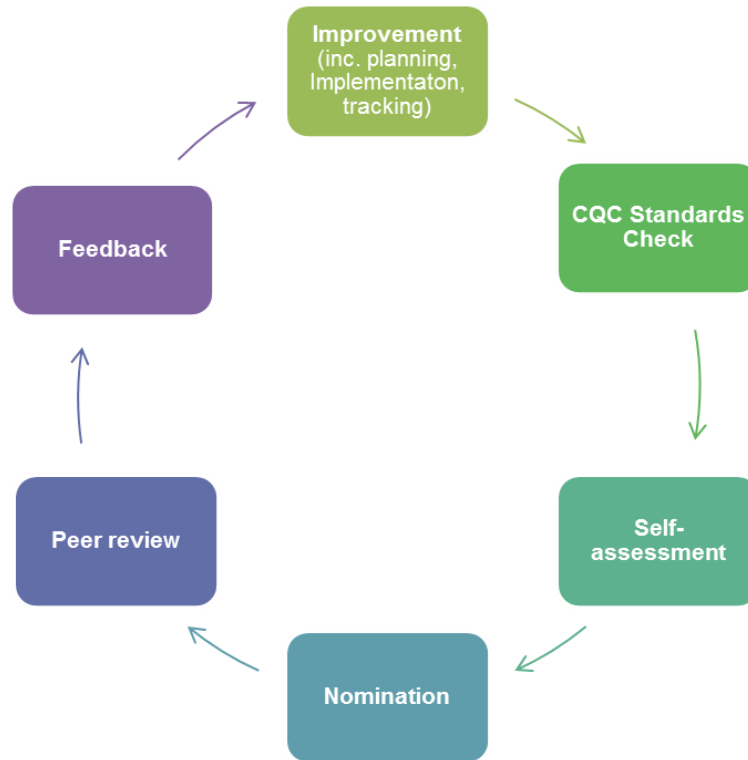 Improvement
(inc. planning,
Implementaton,
tracking)
CQC Standards
Check
Self-
assessment
Nomination
Peer review
Feedback